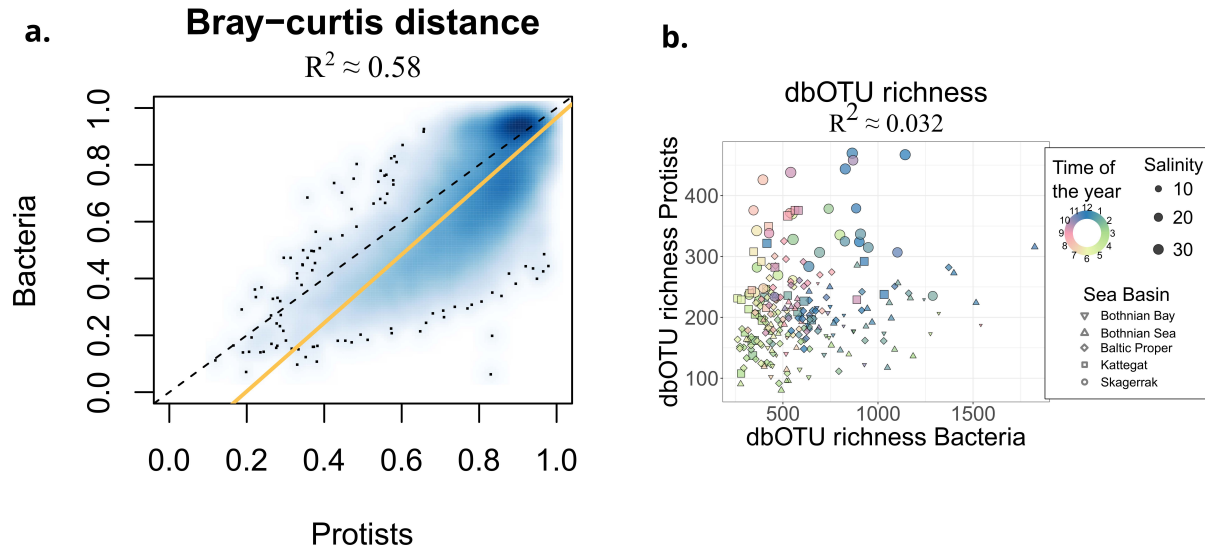 a.
Bray−curtis distance
R² ≈ 0.58
Bacteria
1.0
0.8
0.6
0.4
0.2
0.0
0.0 0.2 0.4 0.6 0.8 1.0
Protists
b.
dbOTU richness
R² ≈ 0.032
dbOTU richness Protists
400
300
200
100
500 1000 1500
dbOTU richness Bacteria
Time of
the year
12
1
2
3
4
5
6
7
8
9
10
11
Salinity
10
20
30
Sea Basin
Bothnian Bay
Bothnian Sea
Baltic Proper
Kattegat
Skagerrak